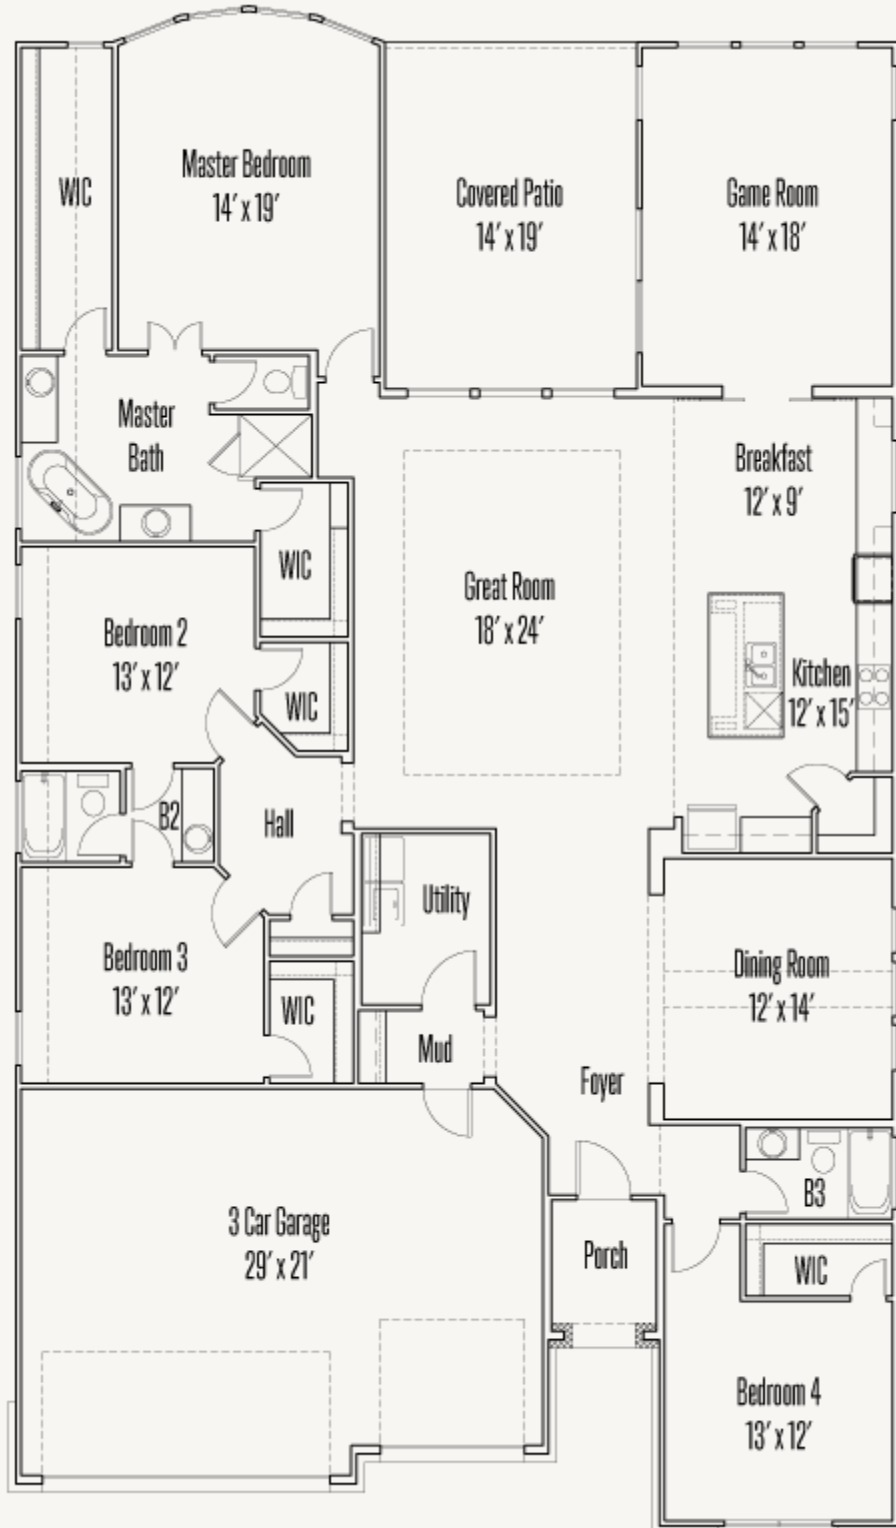 WIC
Master Bedroom
14′ x 19′
Covered Patio
14′ x 19′
Game Room
14′ x 18′
Master
Bath
Breakfast
12′ x 9′
WIC
Great Room
18′ x 24′
Bedroom 2
13′ x 12′
WIC
Kitchen
12′ x 15′
B2
Hall
Utility
Bedroom 3
13′ x 12′
WIC
Dining Room
12′ x 14′
Mud
Foyer
B3
3 Car Garage
29′ x 21′
Porch
WIC
Bedroom 4
13′ x 12′